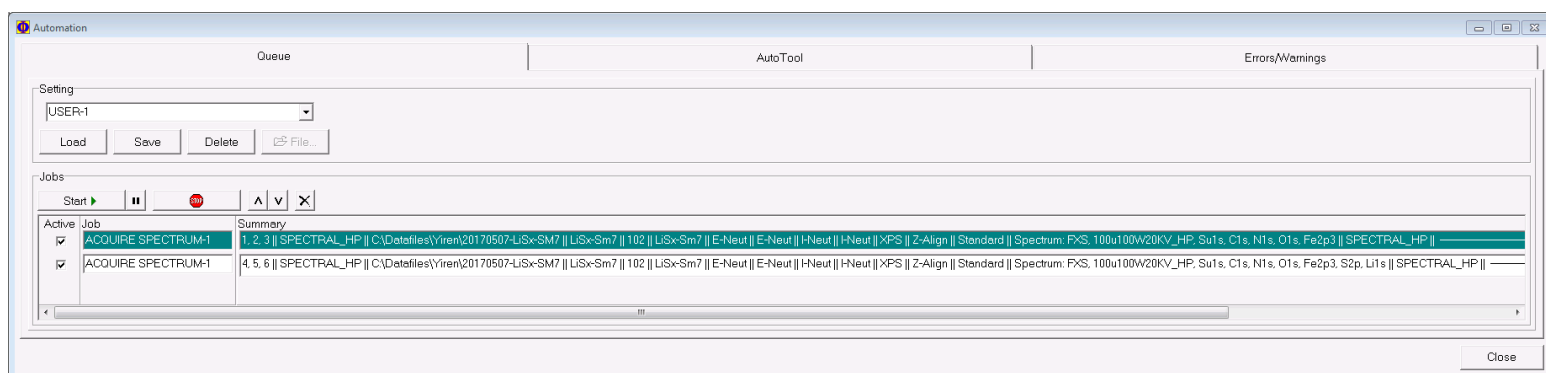 Automation
Queue AutoTool Errors/Warnings
Setting
USER-1
Load Save Delete File...
Jobs
Start STOP
Active Job Summary
ACQUIRE SPECTRUM-1 1, 2, 3 || SPECTRAL_HP || C:\Datafiles\Yiren\20170507-LiSx-SM7 || LiSx-Sm7 || 102 || LiSx-Sm7 || E-Neut || E-Neut || I-Neut || I-Neut || XPS || Z-Align || Standard || Spectrum: FXS, 100u100W20KV_HP, Su1s, C1s, N1s, O1s, Fe2p3 || SPECTRAL_HP ||
ACQUIRE SPECTRUM-1 4, 5, 6 || SPECTRAL_HP || C:\Datafiles\Yiren\20170507-LiSx-SM7 || LiSx-Sm7 || 102 || LiSx-Sm7 || E-Neut || E-Neut || I-Neut || I-Neut || XPS || Z-Align || Standard || Spectrum: FXS, 100u100W20KV_HP, Su1s, C1s, N1s, O1s, Fe2p3, S2p, Li1s || SPECTRAL_HP ||
Close